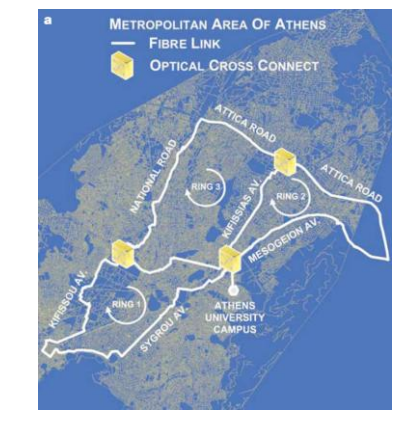 a
METROPOLITAN AREA OF ATHENS
FIBRE LINK
OPTICAL CROSS CONNECT
ATTICA ROAD
NATIONAL ROAD
ATTICA ROAD
RING 3
KIFISSIAS AV.
RING 2
MESOGEION AV.
KIFISSOU AV.
RING 1
SYGROU AV.
ATHENS
UNIVERSITY
CAMPUS